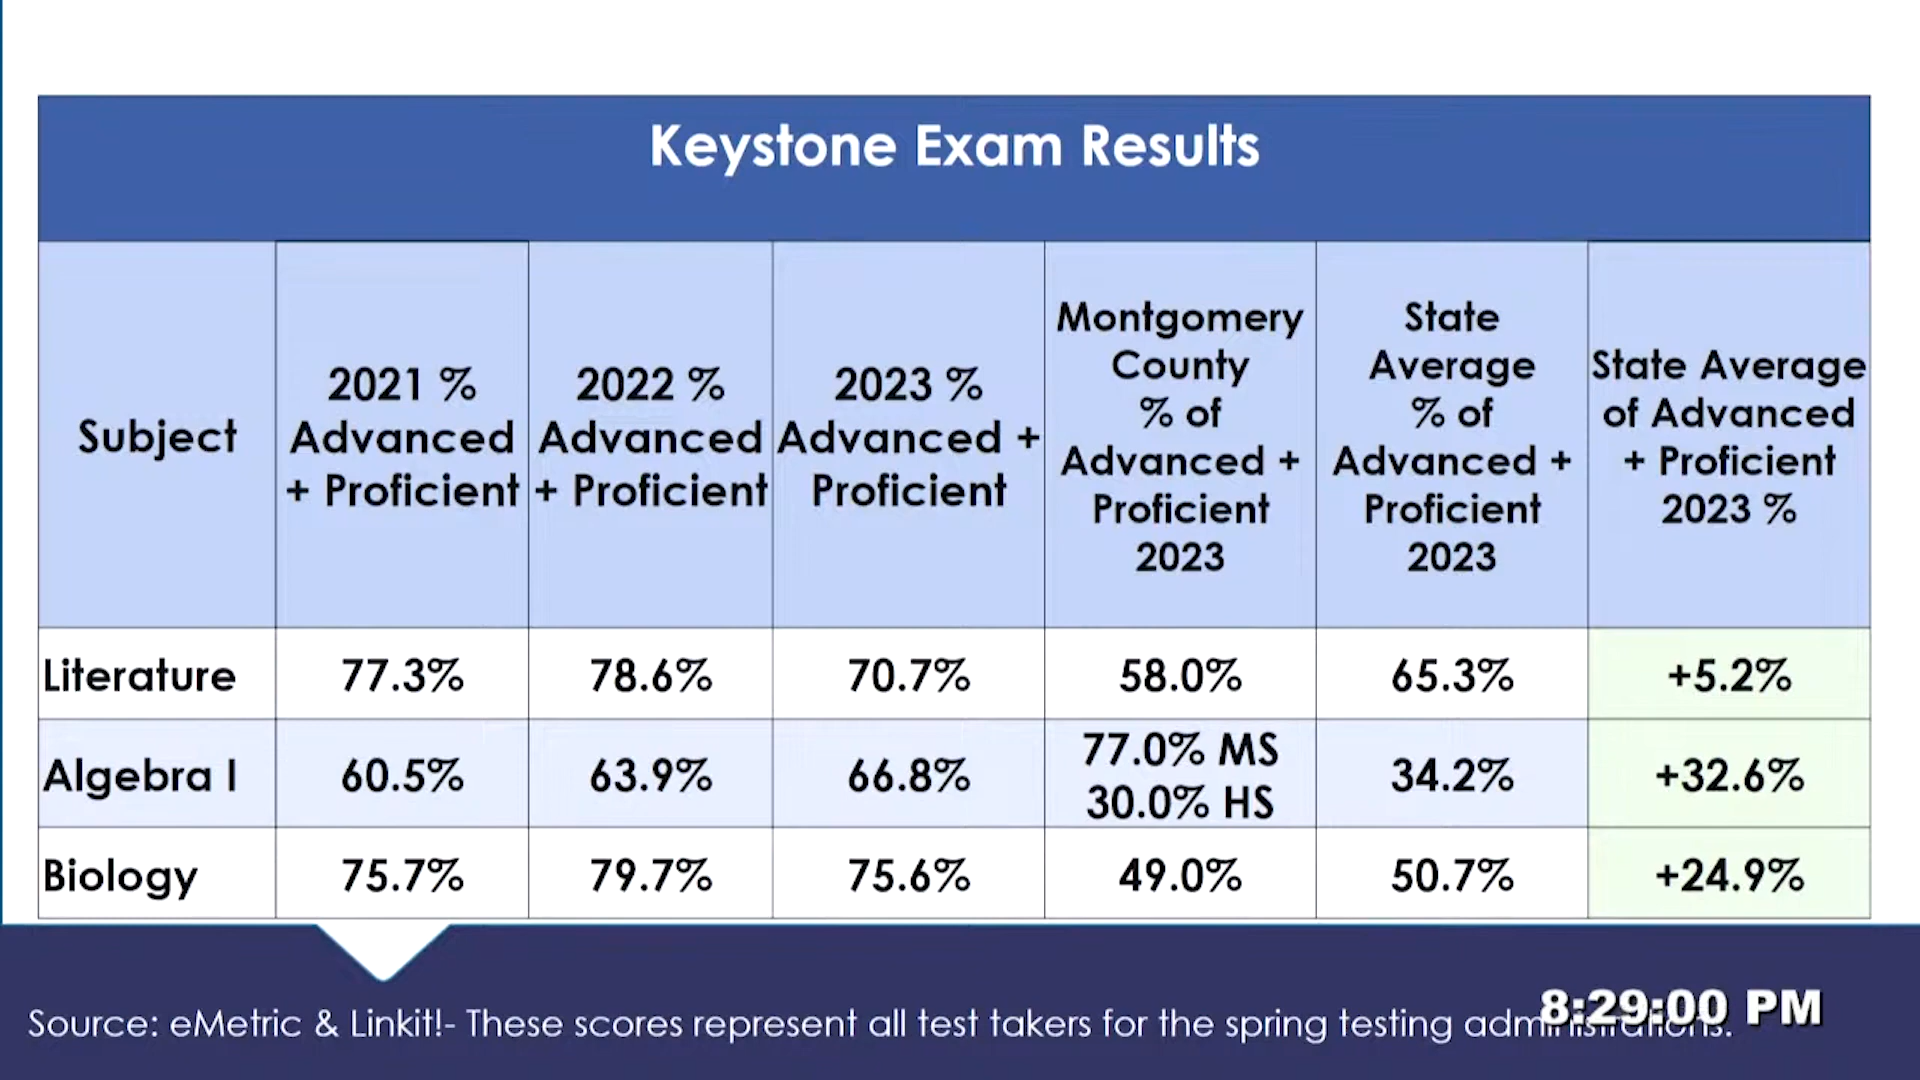 Keystone Exam Results
Subject
2021 %
Advanced
+ Proficient
2022 %
Advanced
+ Proficient
2023 %
Advanced +
Proficient
Montgomery
County
% of
Advanced +
Proficient
2023
State
Average
% of
Advanced +
Proficient
2023
State Average
of Advanced
+ Proficient
2023 %
Literature
77.3%
78.6%
70.7%
58.0%
65.3%
+5.2%
Algebra I
60.5%
63.9%
66.8%
77.0% MS
30.0% HS
34.2%
+32.6%
Biology
75.7%
79.7%
75.6%
49.0%
50.7%
+24.9%
Source: eMetric & Linkit!- These scores represent all test takers for the spring testing administrations.
8:29:00 PM